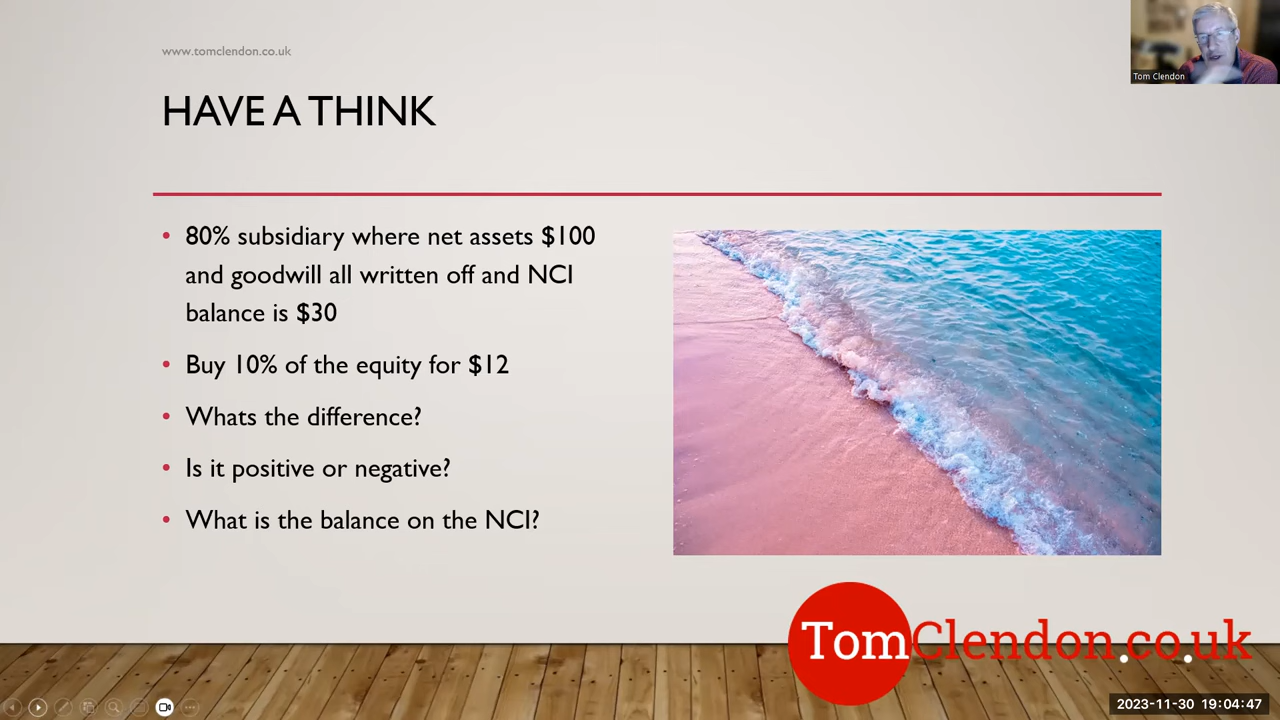 www.tomclendon.co.uk
Tom Clendon
HAVE A THINK
80% subsidiary where net assets $100
and goodwill all written off and NCI
balance is $30
Buy 10% of the equity for $12
Whats the difference?
Is it positive or negative?
What is the balance on the NCI?
TomClendon.co.uk
2023-11-30 19:04:47